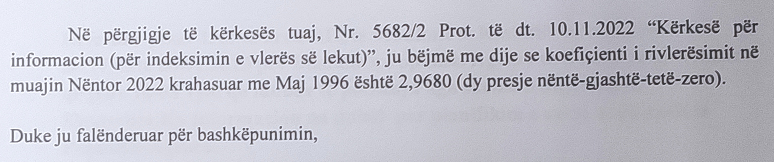 Në përgjigje të kërkesës tuaj, Nr. 5682/2 Prot. të dt. 10.11.2022 “Kërkesë për
informacion (për indeksimin e vlerës së lekut)”, ju bëjmë me dije se koefiçienti i rivlerësimit në
muajin Nëntor 2022 krahasuar me Maj 1996 është 2,9680 (dy presje nëntë-gjashtë-tetë-zero).
Duke ju falënderuar për bashkëpunimin,